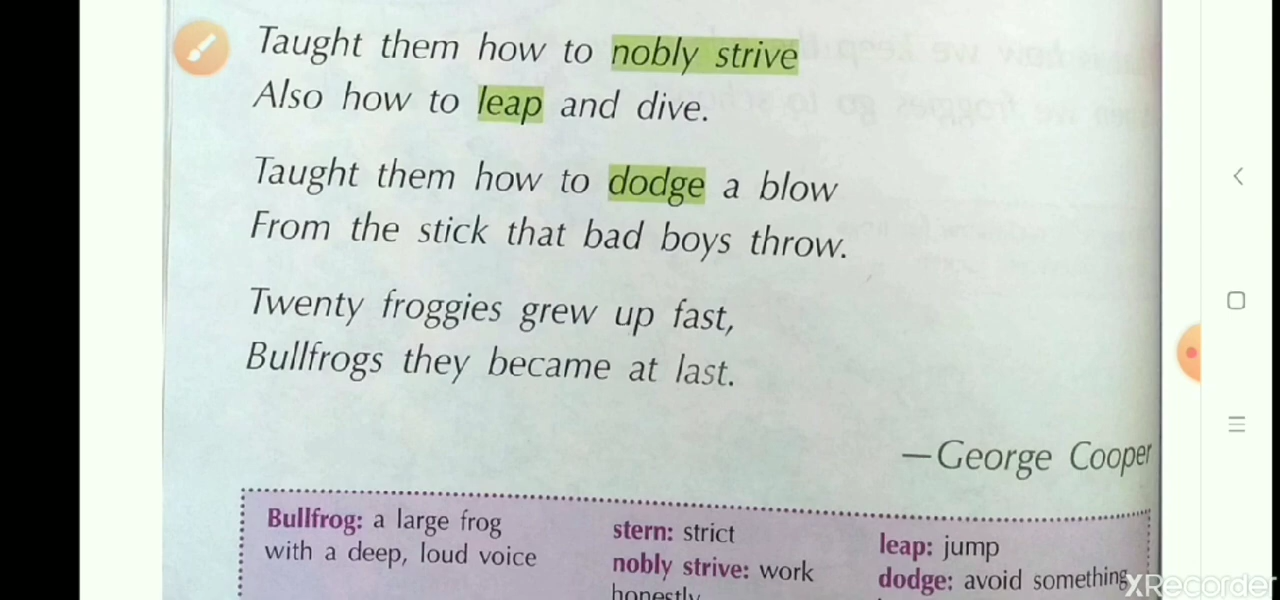 Taught them how to nobly strive
Also how to leap and dive.
Taught them how to dodge a blow
From the stick that bad boys throw.
Twenty froggies grew up fast,
Bullfrogs they became at last.
—George Cooper
Bullfrog: a large frog
with a deep, loud voice
stern: strict
nobly strive: work
honestly
leap: jump
dodge: avoid something
XRecorder